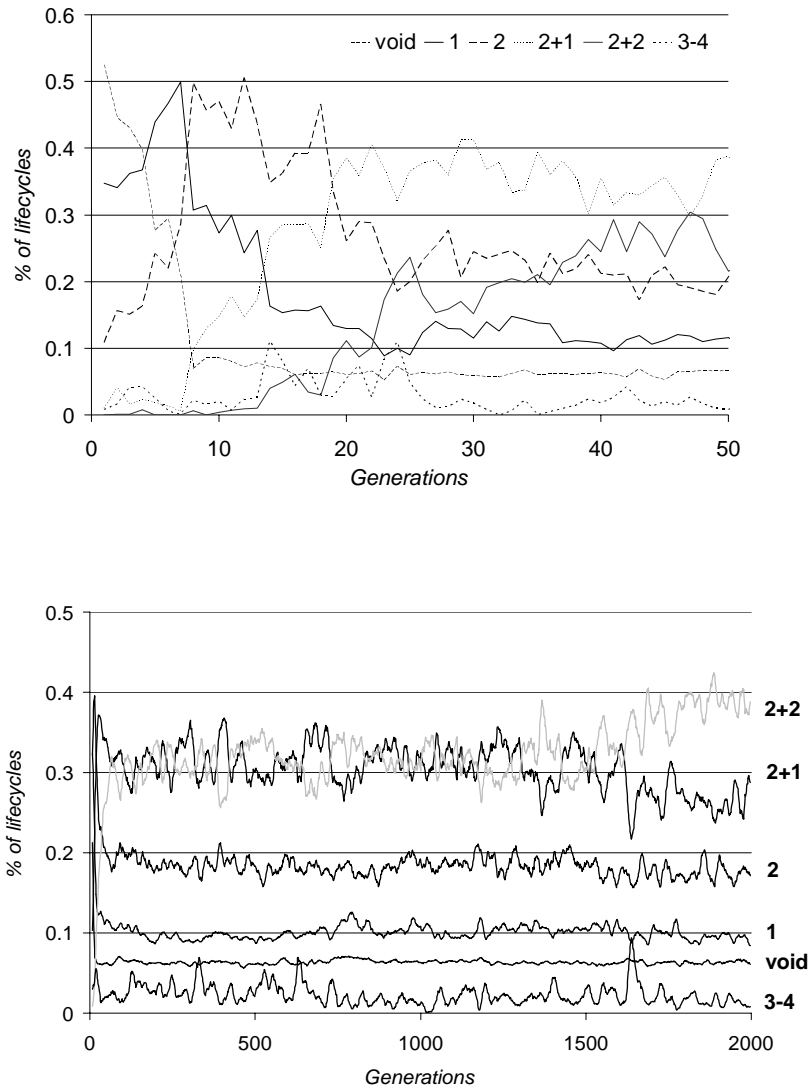 0.6
void 1 2 2+1 2+2 3-4
0.5
0.4
0.3
0.2
0.1
0
% of lifecycles
0 10 20 30 40 50
Generations
0.5
0.4
0.3
0.2
0.1
0
% of lifecycles
2+2
2+1
2
1
void
3-4
0 500 1000 1500 2000
Generations